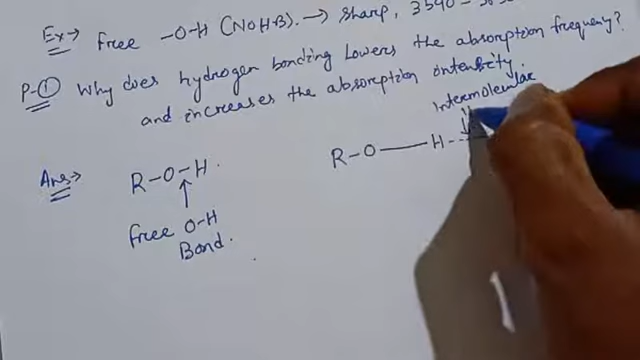 Ex→ Free -O-H (No H·B). → Sharp,
P-① Why does hydrogen bonding Lowers the absorption frequency?
and increases the absorption intensity.
Intermolecular
Ans→ R-O-H.
R-O—H---
Free O-H
Bond.